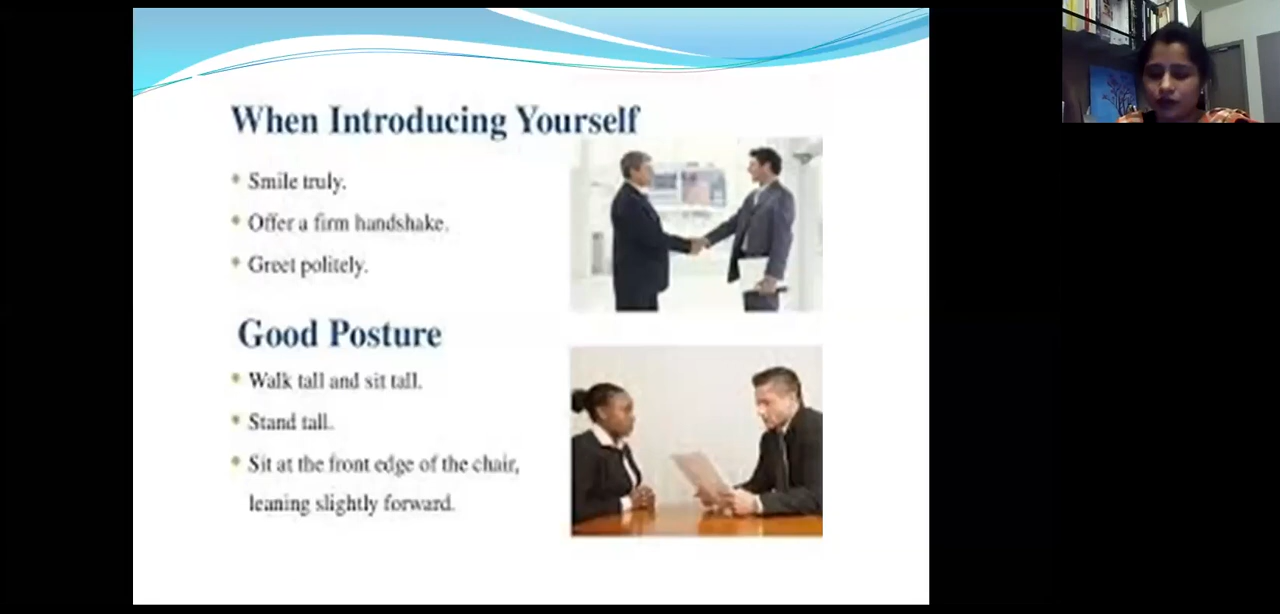 When Introducing Yourself
Smile truly.
Offer a firm handshake.
Greet politely.
Good Posture
Walk tall and sit tall.
Stand tall.
Sit at the front edge of the chair,
leaning slightly forward.